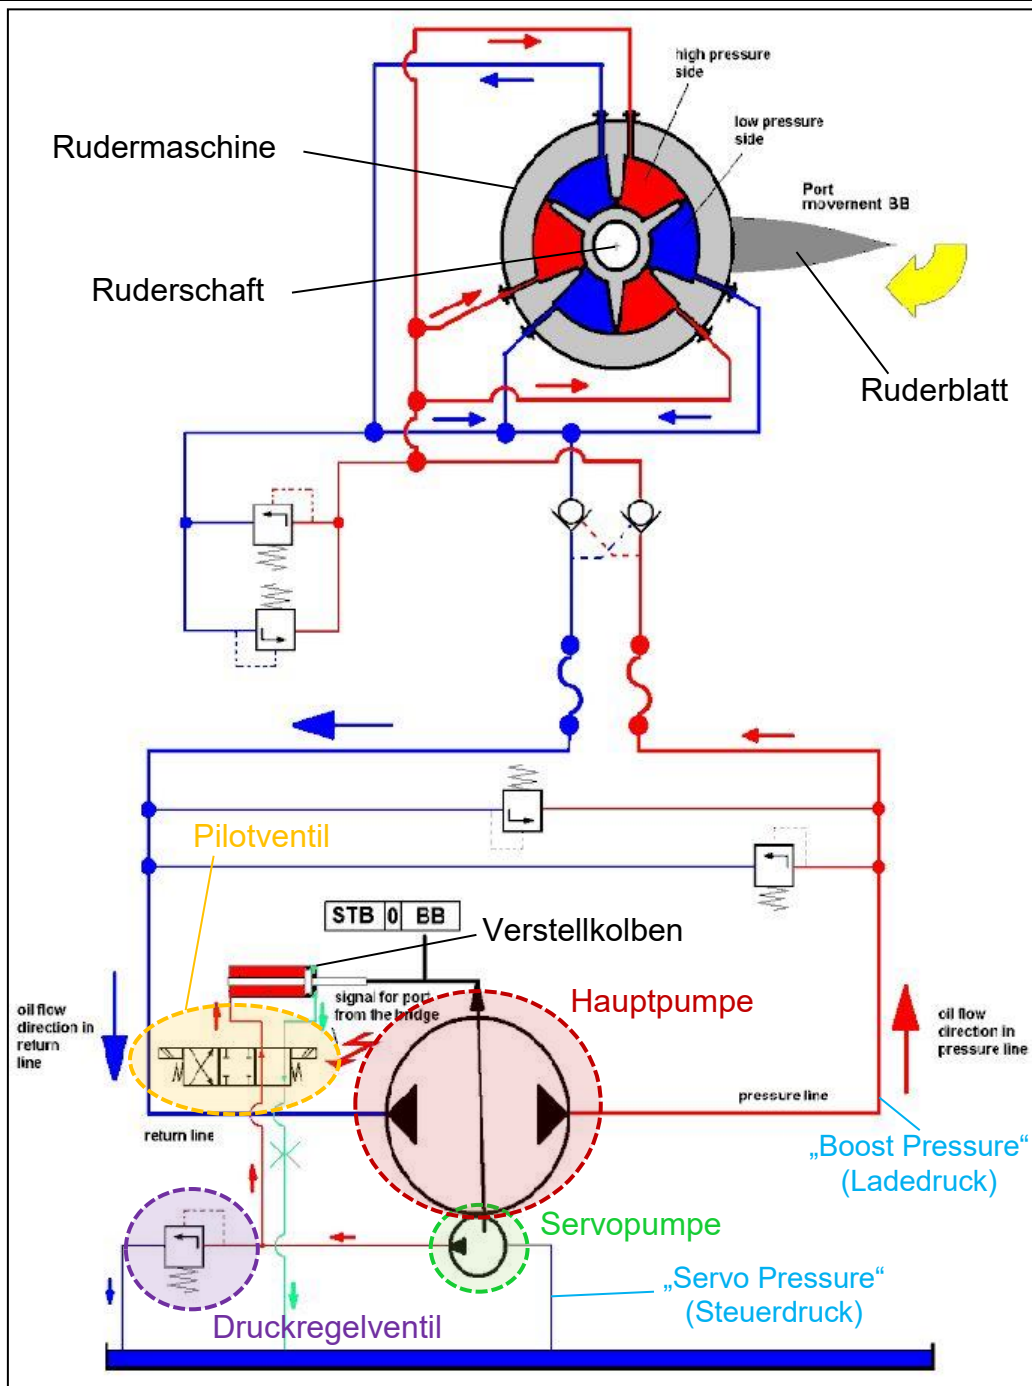 high pressure
side
low pressure
side
Rudermaschine
Port
movement BB
Ruderschaft
Ruderblatt
Pilotventil
STB 0 BB
Verstellkolben
signal for port
from the bridge
Hauptpumpe
oil flow
direction in
return
line
oil flow
direction in
pressure line
pressure line
return line
„Boost Pressure“
(Ladedruck)
Servopumpe
„Servo Pressure“
(Steuerdruck)
Druckregelventil